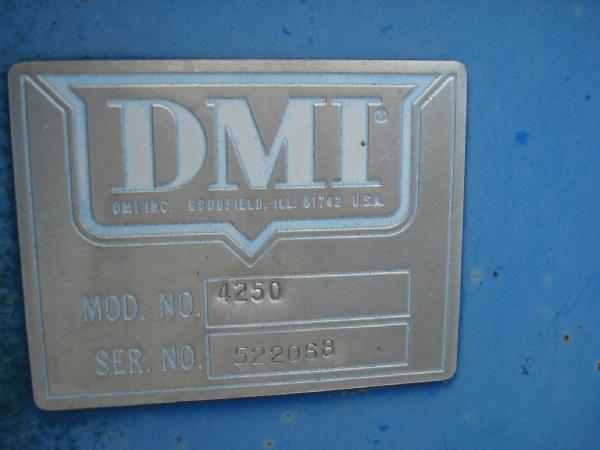 DMI®
DMI INC. GOODFIELD, ILL. 61742 U.S.A.
MOD. NO. 4250
SER. NO. 522068